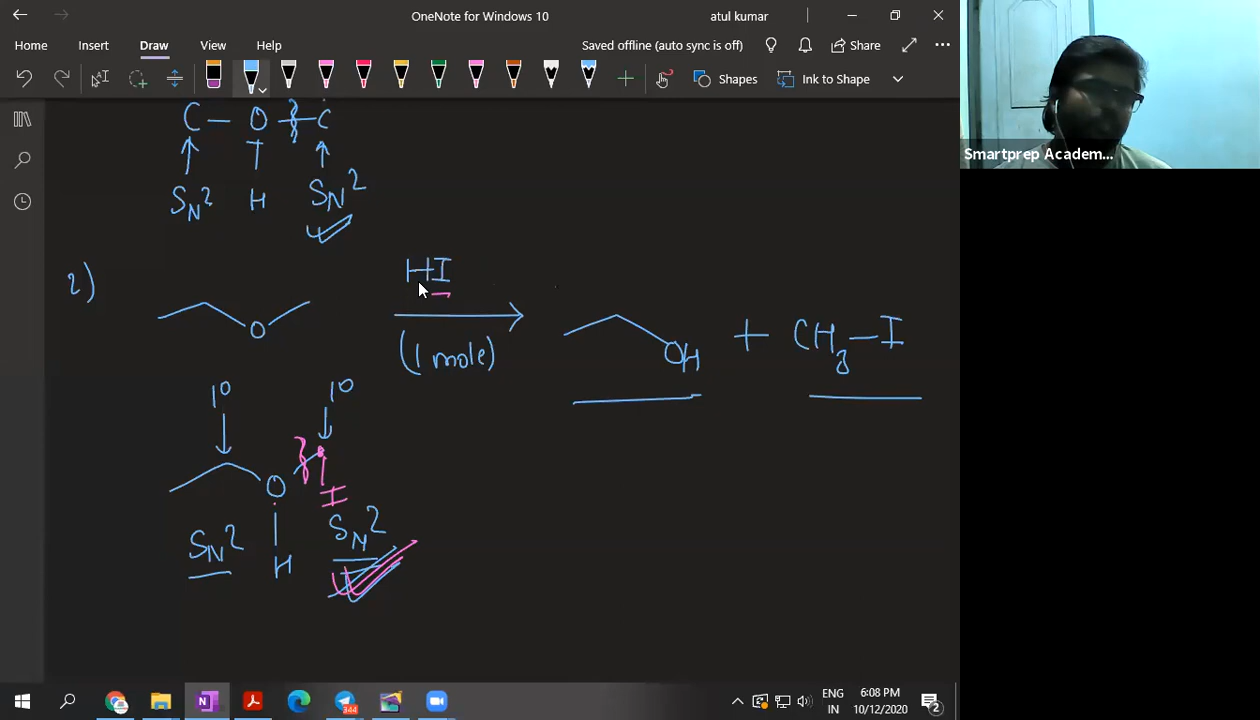 OneNote for Windows 10
atul kumar
Home Insert Draw View Help
Saved offline (auto sync is off)
Share
Shapes
Ink to Shape
Smartprep Academ...
C — O — C
SN2 H SN2
2)
HI
O
(1 mole)
OH + CH3—I
1° 1°
O
I
SN2 H SN2
344
ENG
IN
6:08 PM
10/12/2020
2